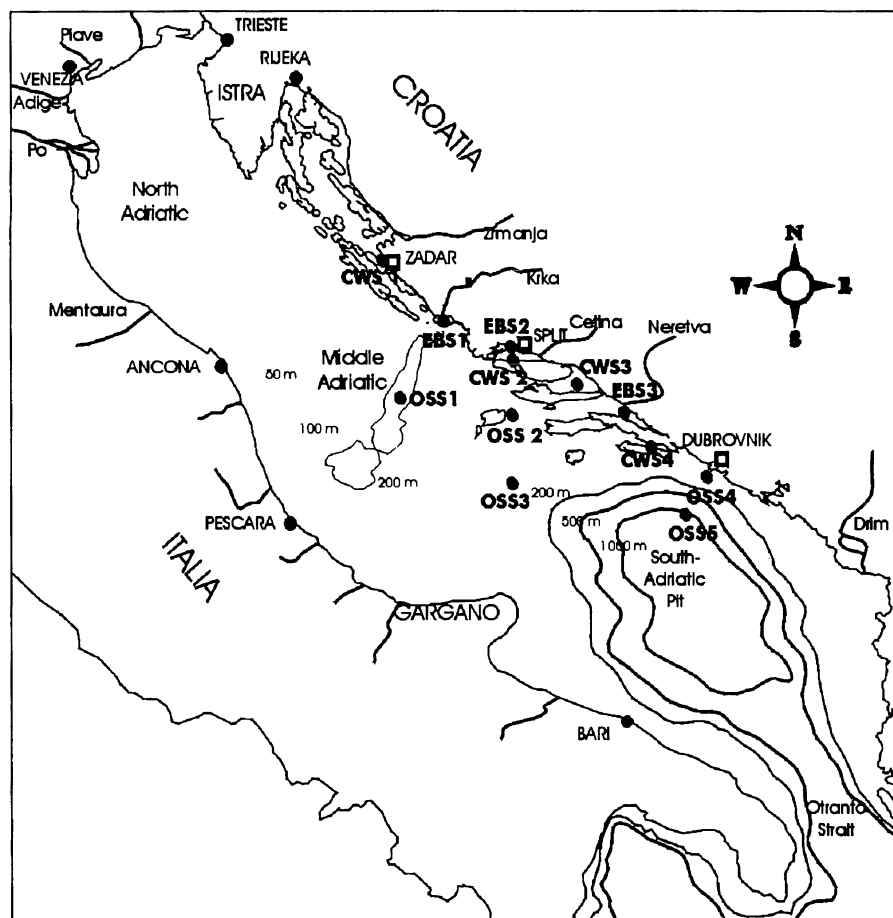 Piave
TRIESTE
VENEZIA
RIJEKA
Adige
ISTRA
CROATIA
Po
North
Adriatic
Zrmanja
ZADAR
CWS
Krka
N
W
E
S
Mentaura
EBS1
EBS2
SPLIT
Cetina
Neretva
ANCONA
Middle
Adriatic
50 m
CWS 2
CWS3
OSS1
EBS3
100 m
OSS 2
DUBROVNIK
CWS4
200 m
OSS3
200 m
OSS4
500 m
OSS5
PESCARA
1000 m
Drim
South-
Adriatic
Pit
ITALIA
GARGANO
BARI
Otranto
Strait